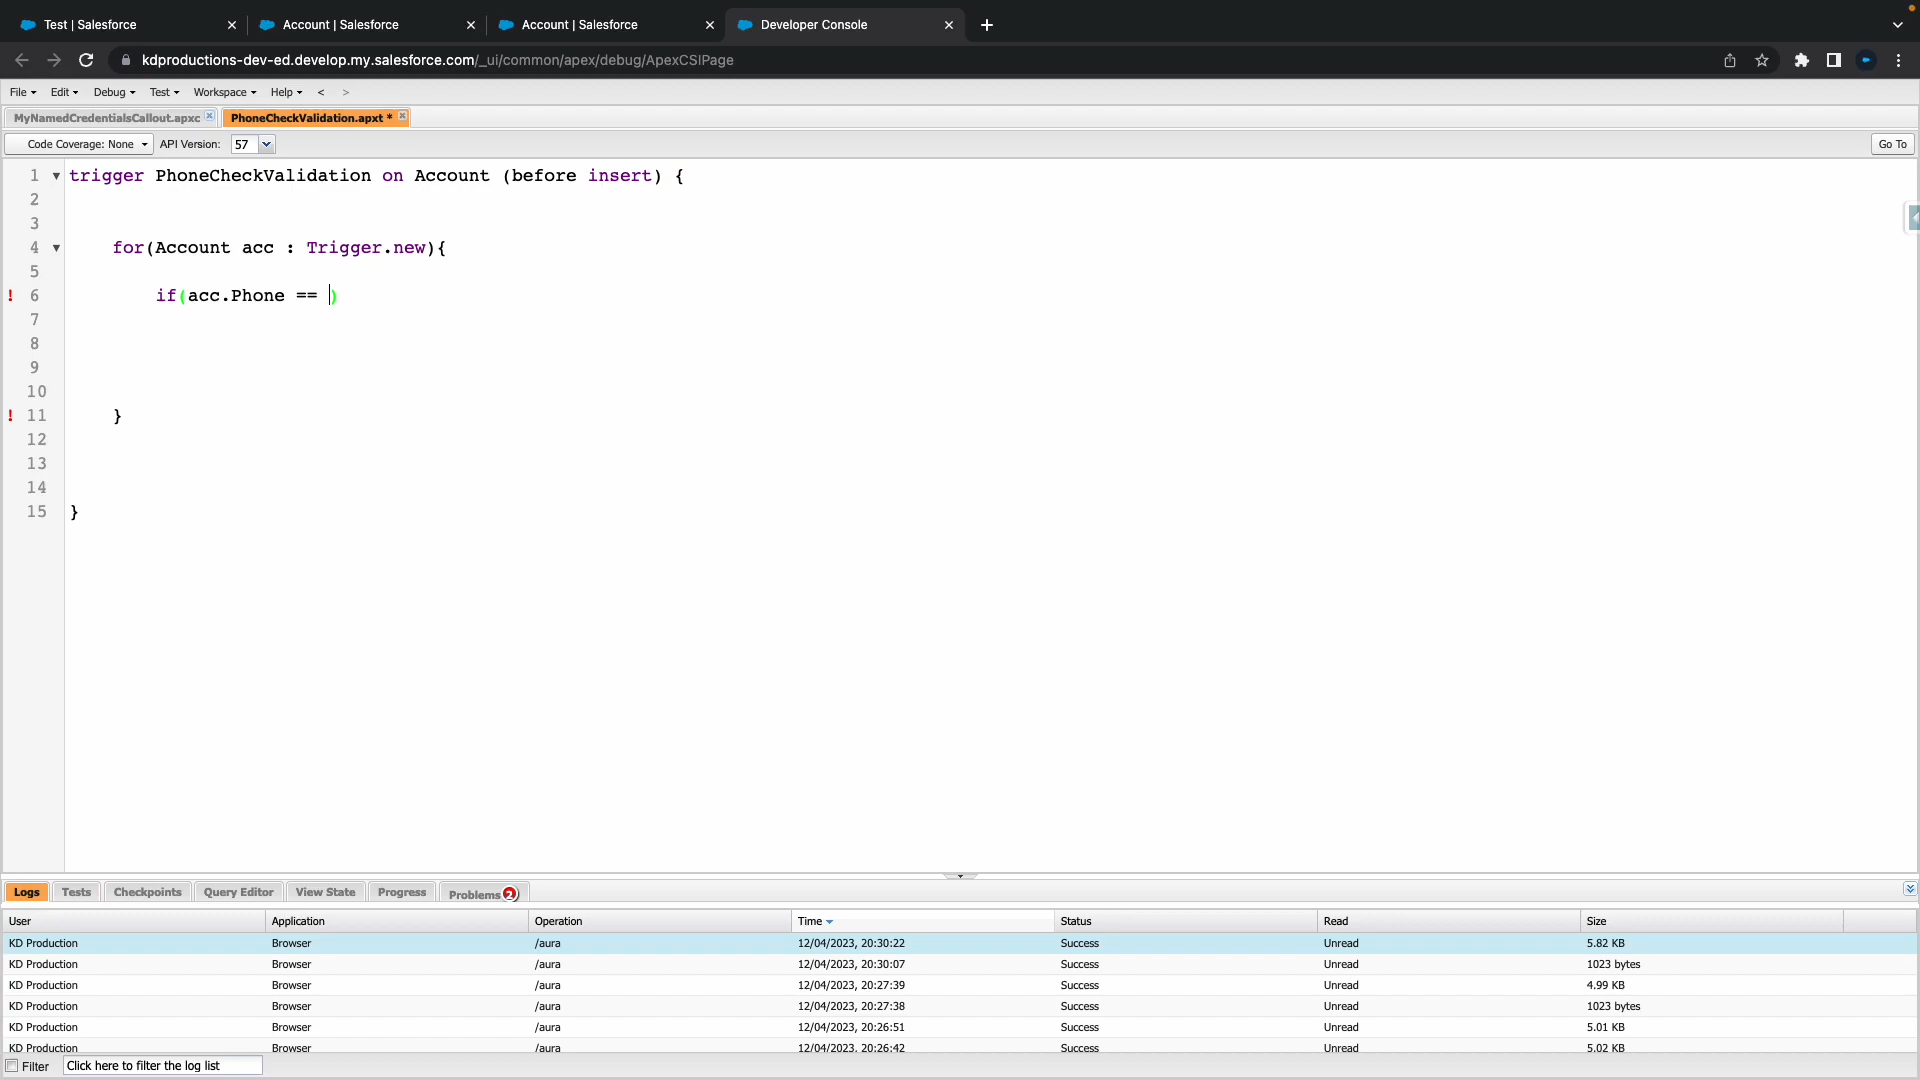 Test | Salesforce Account | Salesforce Account | Salesforce Developer Console
kdproductions-dev-ed.develop.my.salesforce.com/_ui/common/apex/debug/ApexCSIPage
File Edit Debug Test Workspace Help < >
MyNamedCredentialsCallout.apxc PhoneCheckValidation.apxt *
Code Coverage: None API Version: 57 Go To
1 trigger PhoneCheckValidation on Account (before insert) {
2
3
4 for(Account acc : Trigger.new){
5
! 6 if(acc.Phone == )
7
8
9
10
! 11 }
12
13
14
15 }
Logs Tests Checkpoints Query Editor View State Progress Problems 2
User Application Operation Time Status Read Size
KD Production Browser /aura 12/04/2023, 20:30:22 Success Unread 5.82 KB
KD Production Browser /aura 12/04/2023, 20:30:07 Success Unread 1023 bytes
KD Production Browser /aura 12/04/2023, 20:27:39 Success Unread 4.99 KB
KD Production Browser /aura 12/04/2023, 20:27:38 Success Unread 1023 bytes
KD Production Browser /aura 12/04/2023, 20:26:51 Success Unread 5.01 KB
KD Production Browser /aura 12/04/2023, 20:26:42 Success Unread 5.02 KB
Filter Click here to filter the log list